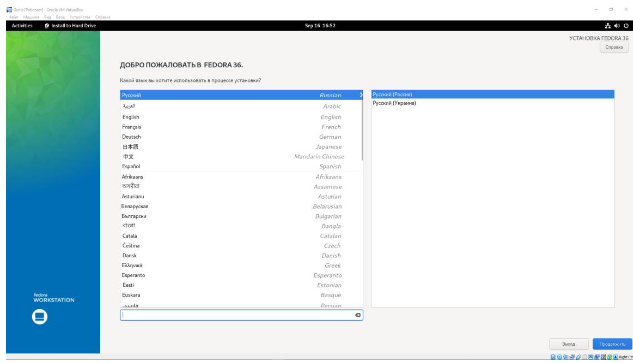 Activities
Install to Hard Drive
Sep 16 16:52
УСТАНОВКА FEDORA 36
Справка
ДОБРО ПОЖАЛОВАТЬ В FEDORA 36.
Какой язык вы хотите использовать в процессе установки?
Русский Russian
العربية Arabic
English English
Français French
Deutsch German
日本語 Japanese
中文 Mandarin Chinese
Español Spanish
Afrikaans Afrikaans
অসমীয়া Assamese
Asturianu Asturian
Беларуская Belarusian
Български Bulgarian
বাংলা Bangla
Català Catalan
Čeština Czech
Dansk Danish
Ελληνικά Greek
Esperanto Esperanto
Eesti Estonian
Euskara Basque
فارسی Persian
Русский (Россия)
Русский (Украина)
fedora
WORKSTATION
Выход
Продолжить